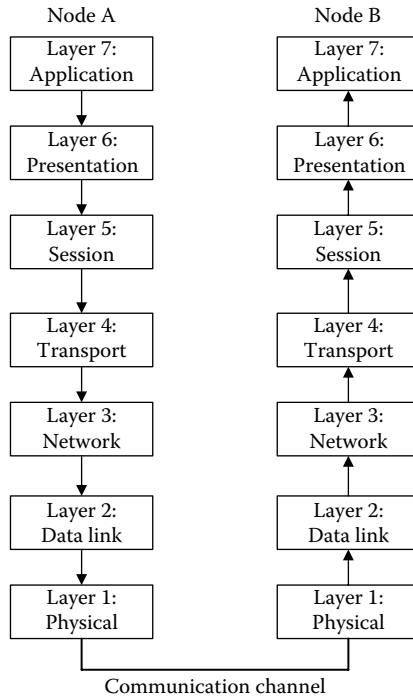 Node A
Layer 7:
Application
Layer 6:
Presentation
Layer 5:
Session
Layer 4:
Transport
Layer 3:
Network
Layer 2:
Data link
Layer 1:
Physical
Node B
Layer 7:
Application
Layer 6:
Presentation
Layer 5:
Session
Layer 4:
Transport
Layer 3:
Network
Layer 2:
Data link
Layer 1:
Physical
Communication channel